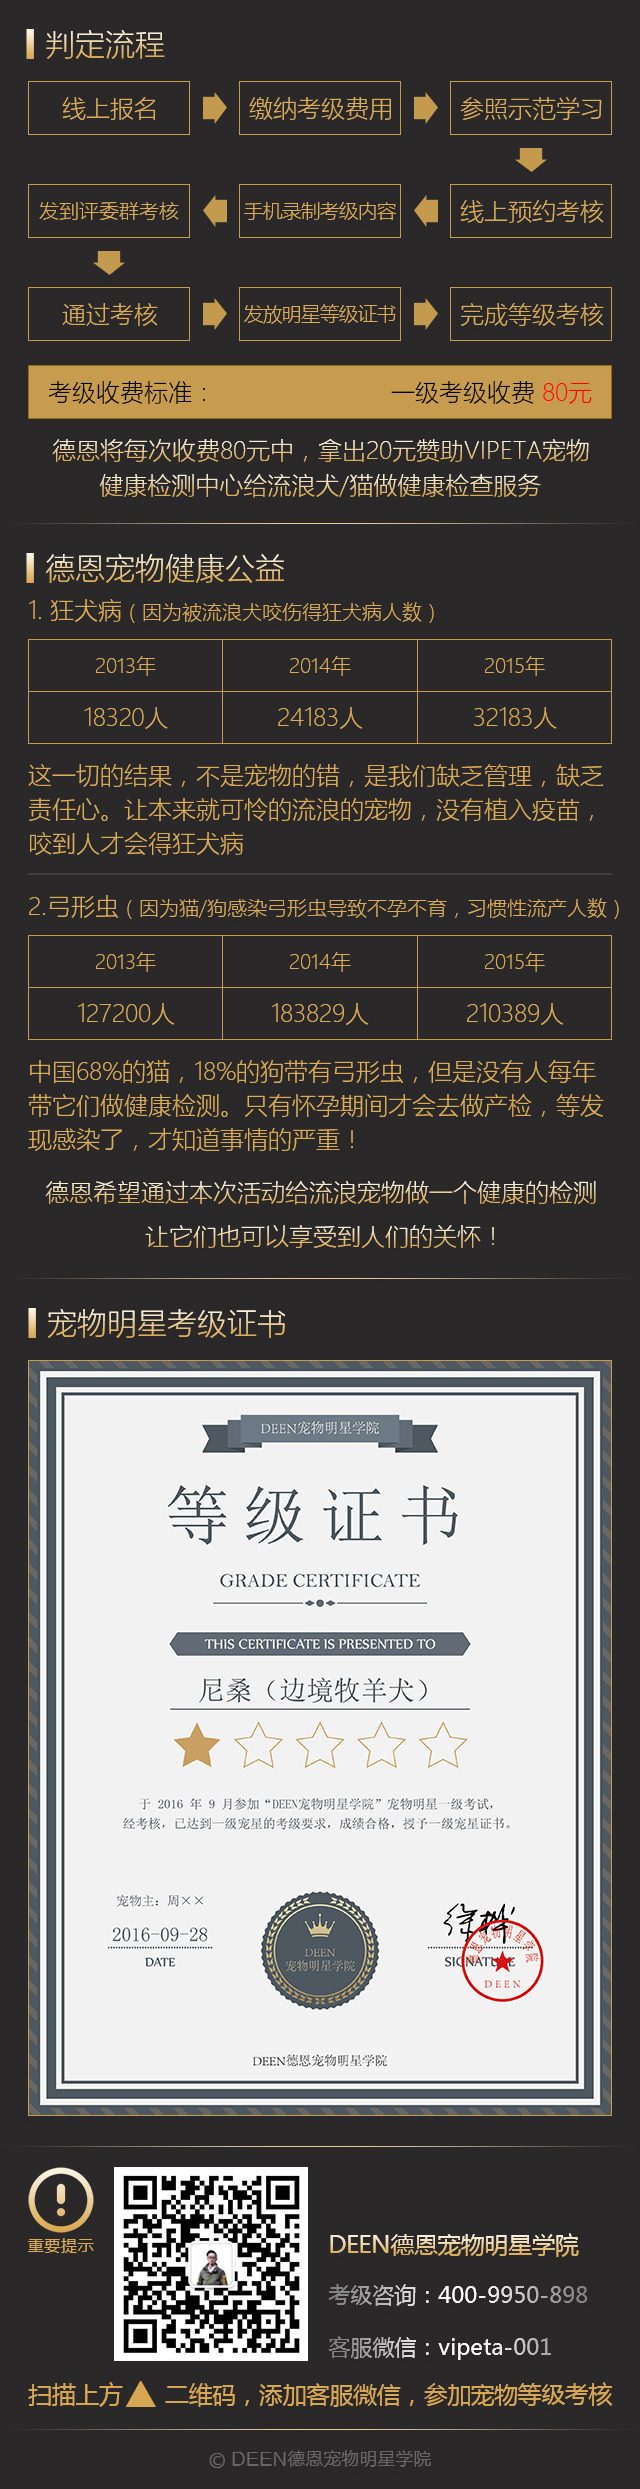 判定流程
线上报名
缴纳考级费用
参照示范学习
线上预约考核
手机录制考级内容
发到评委群考核
通过考核
发放明星等级证书
完成等级考核
考级收费标准：
一级考级收费 80元
德恩将每次收费80元中，拿出20元赞助VIPETA宠物
健康检测中心给流浪犬/猫做健康检查服务
德恩宠物健康公益
1. 狂犬病（因为被流浪犬咬伤得狂犬病人数）
2013年 2014年 2015年
18320人 24183人 32183人
这一切的结果，不是宠物的错，是我们缺乏管理，缺乏
责任心。让本来就可怜的流浪的宠物，没有植入疫苗，
咬到人才会得狂犬病
2.弓形虫（因为猫/狗感染弓形虫导致不孕不育，习惯性流产人数）
2013年 2014年 2015年
127200人 183829人 210389人
中国68%的猫，18%的狗带有弓形虫，但是没有人每年
带它们做健康检测。只有怀孕期间才会去做产检，等发
现感染了，才知道事情的严重！
德恩希望通过本次活动给流浪宠物做一个健康的检测
让它们也可以享受到人们的关怀！
宠物明星考级证书
DEEN宠物明星学院
等级证书
GRADE CERTIFICATE
THIS CERTIFICATE IS PRESENTED TO
尼桑（边境牧羊犬）
于 2016 年 9 月参加“DEEN宠物明星学院”宠物明星一级考试，
经考核，已达到一级宠星的考级要求，成绩合格，授予一级宠星证书。
宠物主：周××
2016-09-28
DATE
DEEN
宠物明星学院
SIGNATURE
德恩宠物明星学院
DEEN
DEEN德恩宠物明星学院
重要提示
DEEN德恩宠物明星学院
考级咨询：400-9950-898
客服微信：vipeta-001
扫描上方▲二维码，添加客服微信，参加宠物等级考核
© DEEN德恩宠物明星学院